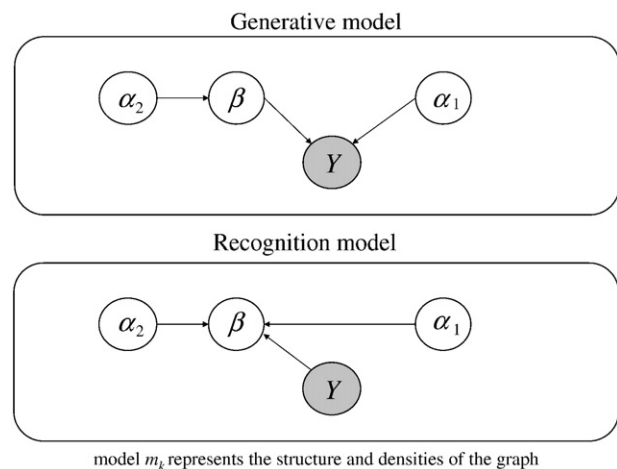 Generative model
α₂ β α₁
Y
Recognition model
α₂ β α₁
Y
model mₖ represents the structure and densities of the graph